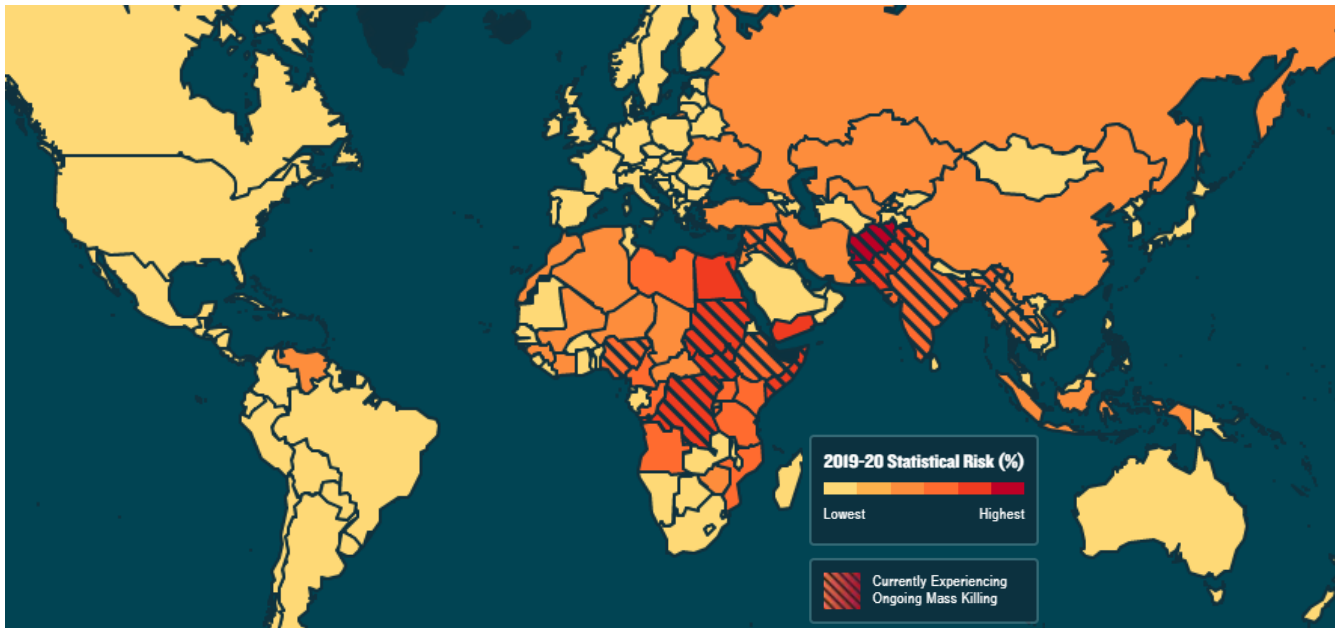 2019-20 Statistical Risk (%)
Lowest Highest
Currently Experiencing
Ongoing Mass Killing